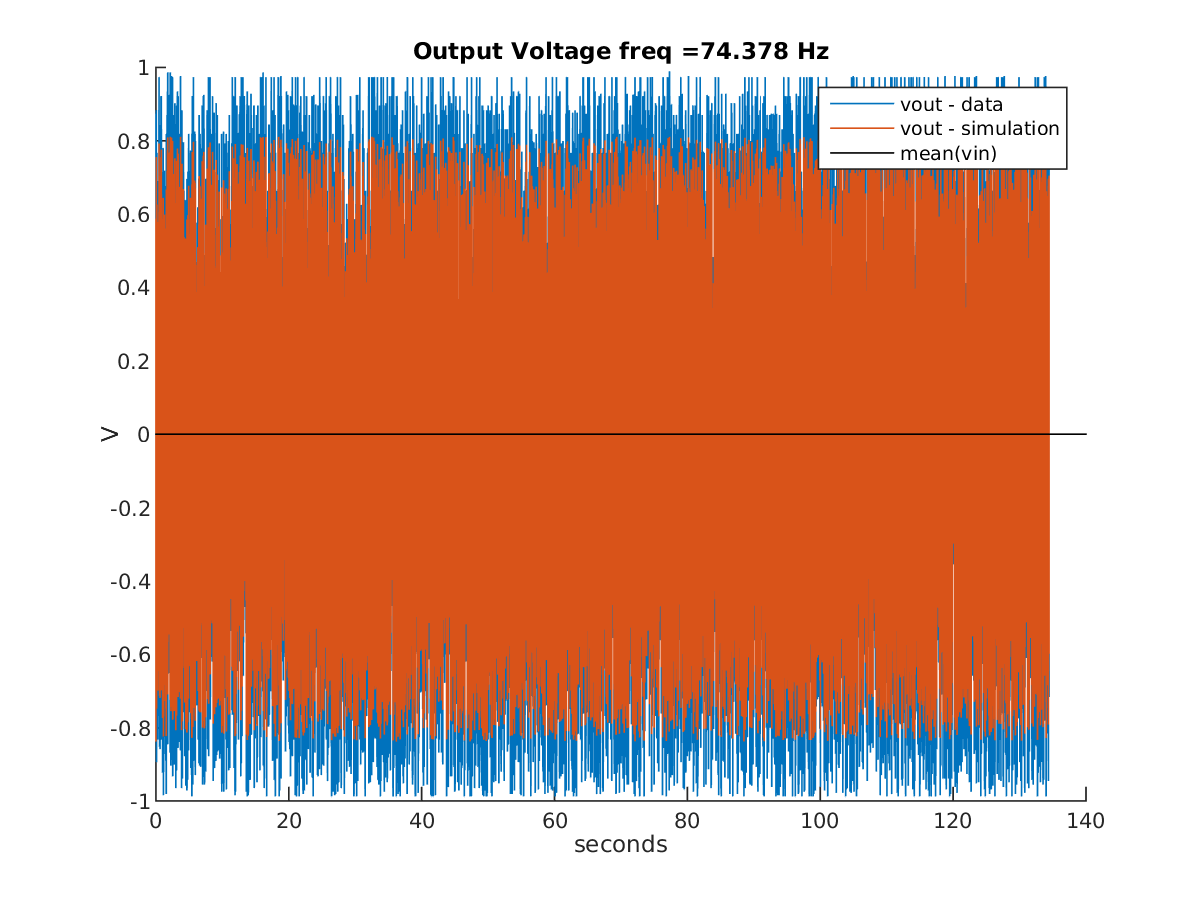 Output Voltage freq =74.378 Hz
1
0.8
0.6
0.4
0.2
0
-0.2
-0.4
-0.6
-0.8
-1
V
vout - data
vout - simulation
mean(vin)
0 20 40 60 80 100 120 140
seconds